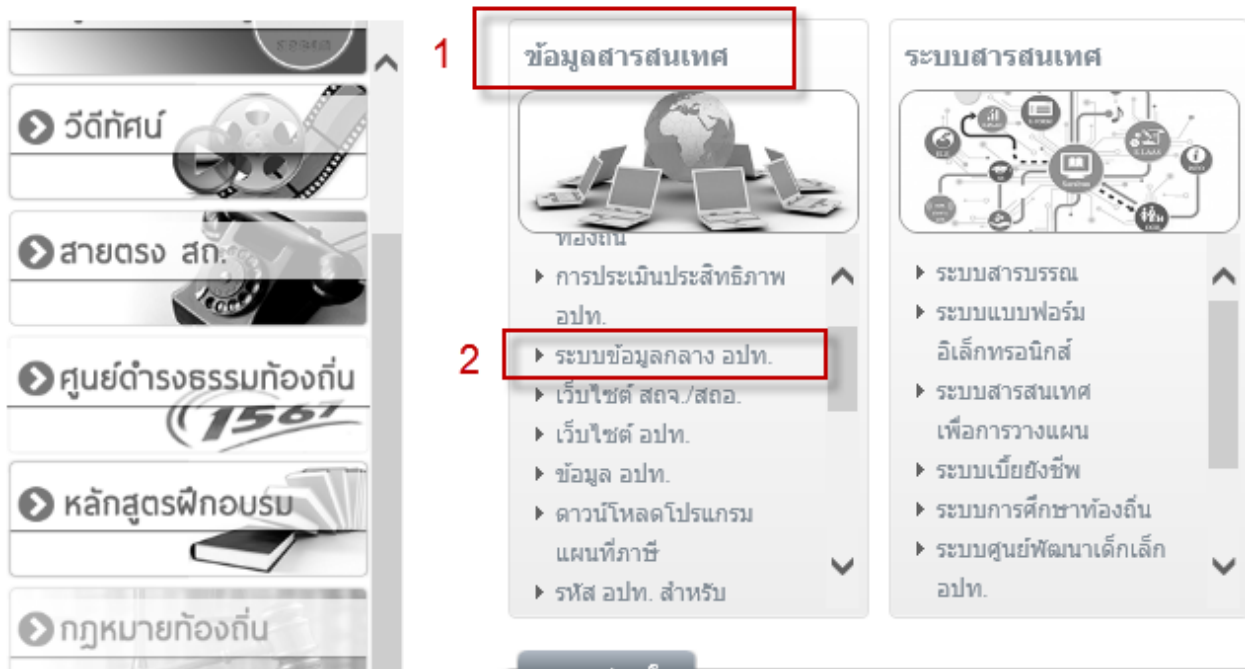 วีดีทัศน์
สายตรง สถ.
ศูนย์ดำรงธรรมท้องถิ่น
1567
หลักสูตรฝึกอบรม
กฎหมายท้องถิ่น
1
ข้อมูลสารสนเทศ
ท้องถิ่น
การประเมินประสิทธิภาพ
อปท.
2
ระบบข้อมูลกลาง อปท.
เว็บไซต์ สถจ./สถอ.
เว็บไซต์ อปท.
ข้อมูล อปท.
ดาวน์โหลดโปรแกรม
แผนที่ภาษี
รหัส อปท. สำหรับ
ระบบสารสนเทศ
ระบบสารบรรณ
ระบบแบบฟอร์ม
อิเล็กทรอนิกส์
ระบบสารสนเทศ
เพื่อการวางแผน
ระบบเบี้ยยังชีพ
ระบบการศึกษาท้องถิ่น
ระบบศูนย์พัฒนาเด็กเล็ก
อปท.